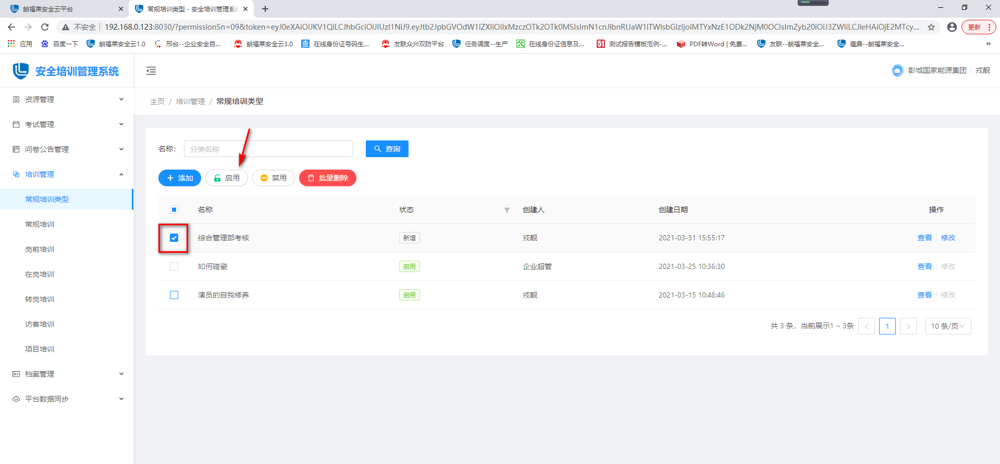 朗福莱安全云平台
常规培训类型 - 安全培训管理系统
不安全
192.168.0.123:8030/?permissionSn=09&token=
更新
应用
百度一下
朗福莱安全云1.0
邢台--企业安全自...
朗福莱安全云3.0
查 在线身份证号码生...
友联众兴双防平台
任务调度--生产
在线身份证信息及...
51 测试报告模板范例-...
PDF转Word | 免费...
友联--朗福莱安全...
蕴鼎--朗福莱安全...
»
安全培训管理系统
彭城国家能源集团
戎靓
资源管理
考试管理
问卷公告管理
培训管理
常规培训类型
常规培训
岗前培训
在岗培训
转岗培训
访客培训
项目培训
档案管理
平台数据同步
主页 / 培训管理 / 常规培训类型
名称: 分类名称 查询
添加 启用 禁用 批量删除
名称 状态 创建人 创建日期 操作
综合管理部考核 新增 戎靓 2021-03-31 15:55:17 查看 修改
如何碰瓷 启用 企业超管 2021-03-25 10:36:30 查看 修改
演员的自我修养 启用 戎靓 2021-03-15 10:48:46 查看 修改
共 3 条，当前展示1 ~ 3条 < 1 > 10 条/页